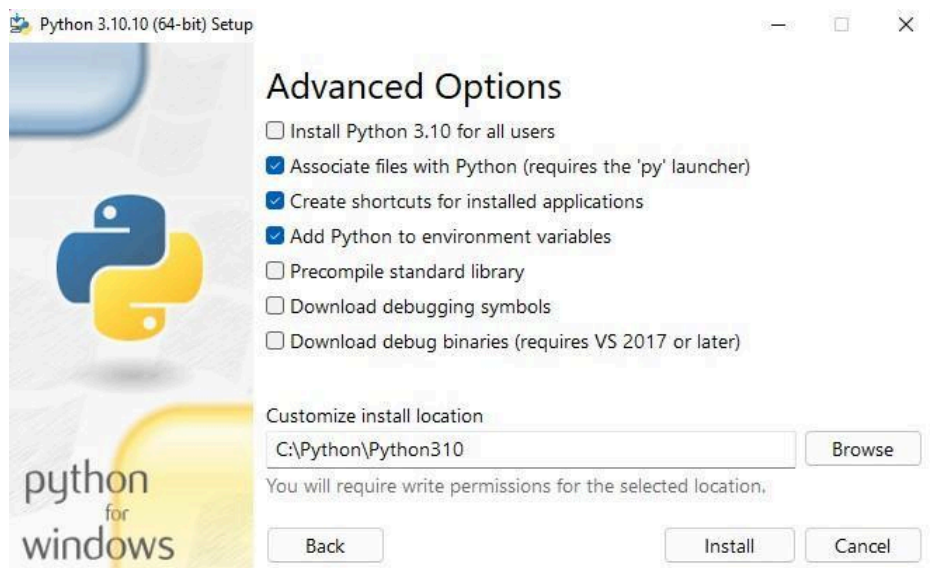 Python 3.10.10 (64-bit) Setup
Advanced Options
Install Python 3.10 for all users
Associate files with Python (requires the 'py' launcher)
Create shortcuts for installed applications
Add Python to environment variables
Precompile standard library
Download debugging symbols
Download debug binaries (requires VS 2017 or later)
Customize install location
C:\Python\Python310
Browse
You will require write permissions for the selected location.
python
for
windows
Back
Install
Cancel